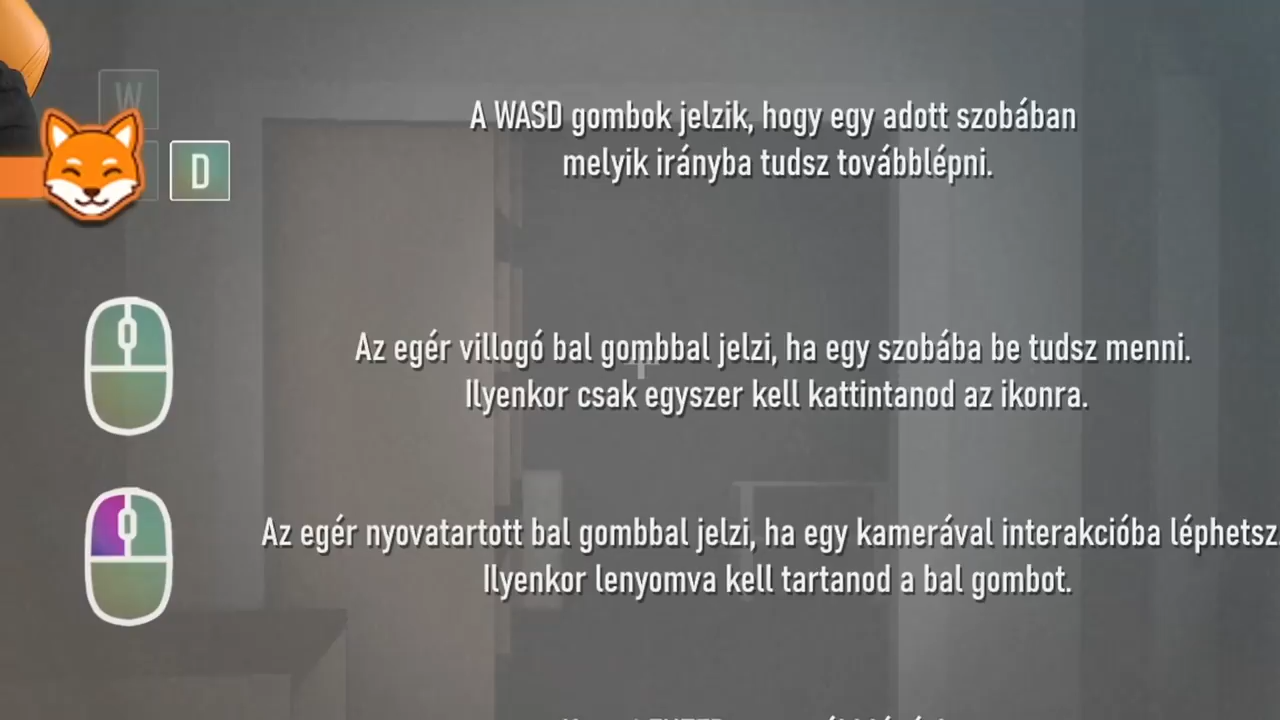 W
D
A WASD gombok jelzik, hogy egy adott szobában
melyik irányba tudsz továbblépni.
Az egér villogó bal gombbal jelzi, ha egy szobába be tudsz menni.
Ilyenkor csak egyszer kell kattintanod az ikonra.
Az egér nyovatartott bal gombbal jelzi, ha egy kamerával interakcióba léphetsz.
Ilyenkor lenyomva kell tartanod a bal gombot.